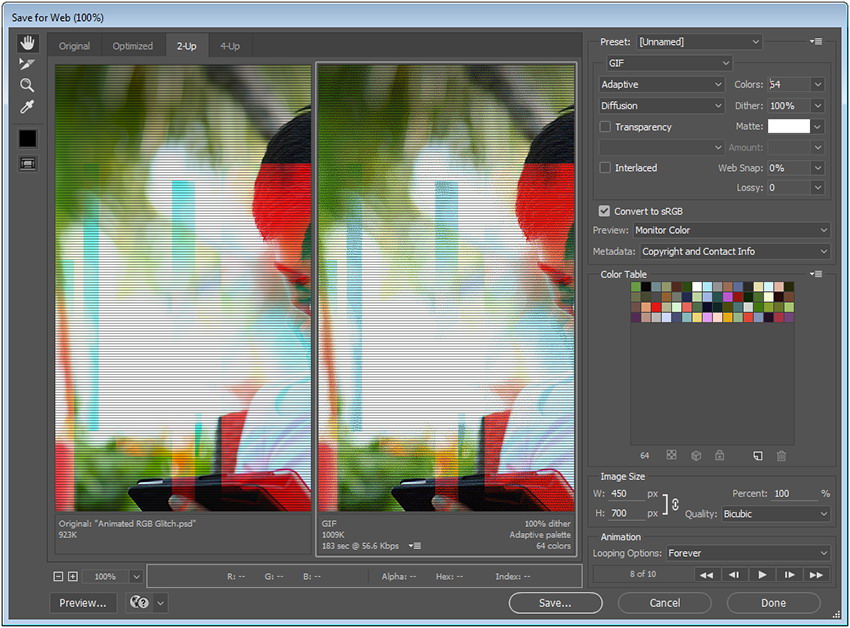 Save for Web (100%)
Original Optimized 2-Up 4-Up
Preset: [Unnamed]
GIF
Adaptive Colors: 64
Diffusion Dither: 100%
Transparency Matte:
Amount:
Interlaced Web Snap: 0%
Lossy: 0
Convert to sRGB
Preview: Monitor Color
Metadata: Copyright and Contact Info
Color Table
64
Image Size
W: 450 px Percent: 100 %
H: 700 px Quality: Bicubic
Animation
Looping Options: Forever
8 of 10
Original: "Animated RGB Glitch.psd"
923K
GIF 100% dither
1009K Adaptive palette
183 sec @ 56.6 Kbps 64 colors
100% R: -- G: -- B: -- Alpha: -- Hex: -- Index: --
Preview... Save... Cancel Done